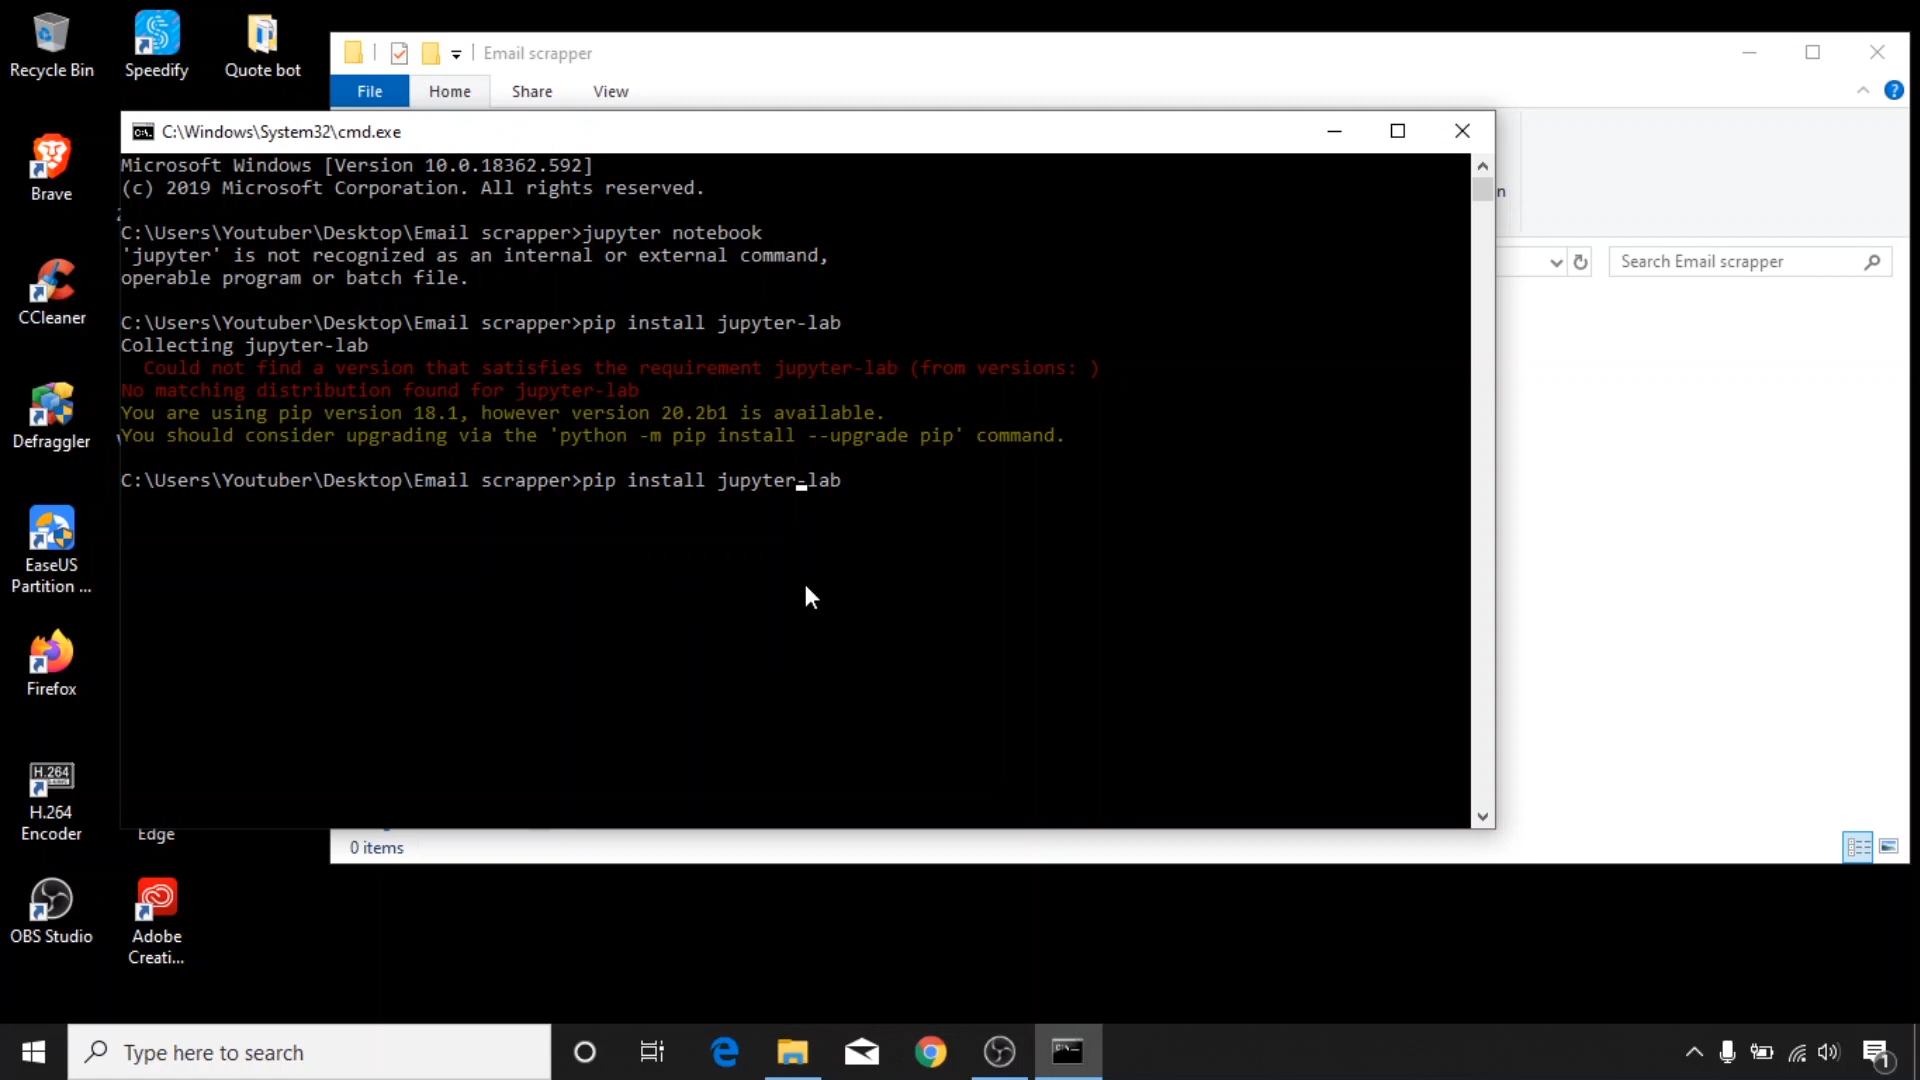 Recycle Bin
Speedify
Quote bot
Email scrapper
File
Home
Share
View
Brave
CCleaner
Defraggler
EaseUS
Partition ...
Firefox
H.264
H.264
Encoder
Edge
OBS Studio
Adobe
Creati...
C:\Windows\System32\cmd.exe
Microsoft Windows [Version 10.0.18362.592]
(c) 2019 Microsoft Corporation. All rights reserved.
C:\Users\Youtuber\Desktop\Email scrapper>jupyter notebook
'jupyter' is not recognized as an internal or external command,
operable program or batch file.
C:\Users\Youtuber\Desktop\Email scrapper>pip install jupyter-lab
Collecting jupyter-lab
Could not find a version that satisfies the requirement jupyter-lab (from versions: )
No matching distribution found for jupyter-lab
You are using pip version 18.1, however version 20.2b1 is available.
You should consider upgrading via the 'python -m pip install --upgrade pip' command.
C:\Users\Youtuber\Desktop\Email scrapper>pip install jupyter-lab
Search Email scrapper
0 items
Type here to search
1